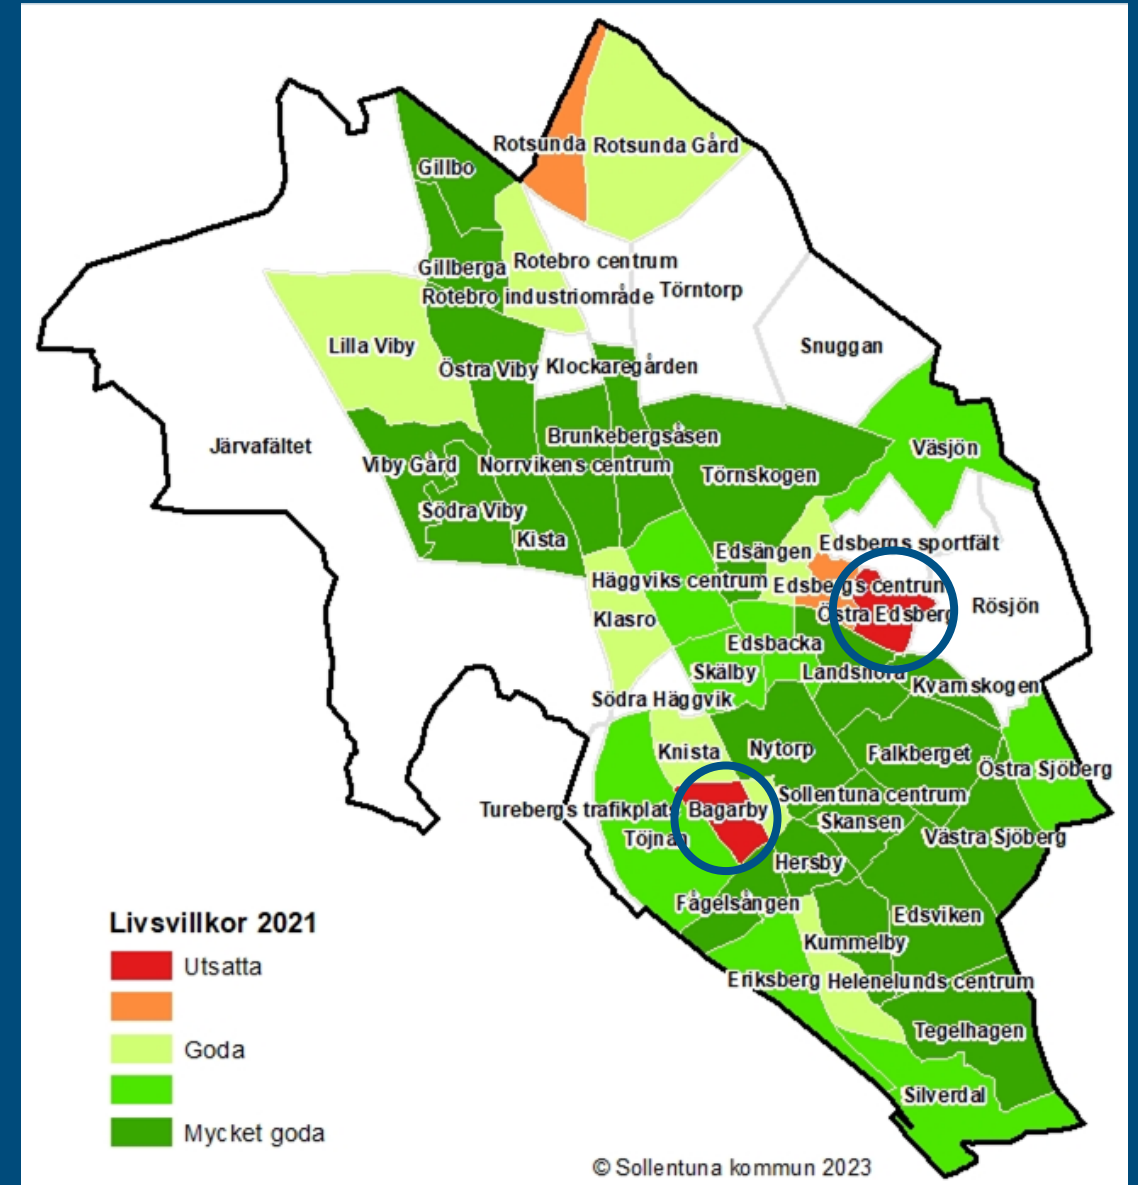 Rotsunda
Rotsunda Gård
Gillbo
Gillberga
Rotebro centrum
Rotebro industriområde
Törntorp
Lilla Viby
Östra Viby
Klockaregården
Snuggan
Järvafältet
Brunkebergsåsen
Väsjön
Viby Gård
Norrvikens centrum
Törnskogen
Södra Viby
Kista
Edsängen
Edsbergs sportfält
Häggviks centrum
Edsbergs centrum
Rösjön
Klasro
Östra Edsberg
Edsbacka
Skälby
Landsnora
Kvarnskogen
Södra Häggvik
Knista
Nytorp
Falkberget
Östra Sjöberg
Turebergs trafikplats
Bagarby
Sollentuna centrum
Töjnan
Skansen
Västra Sjöberg
Hersby
Fågelsången
Edsviken
Kummelby
Eriksberg
Helenelunds centrum
Tegelhagen
Silverdal
Livsvillkor 2021
Utsatta
Goda
Mycket goda
© Sollentuna kommun 2023